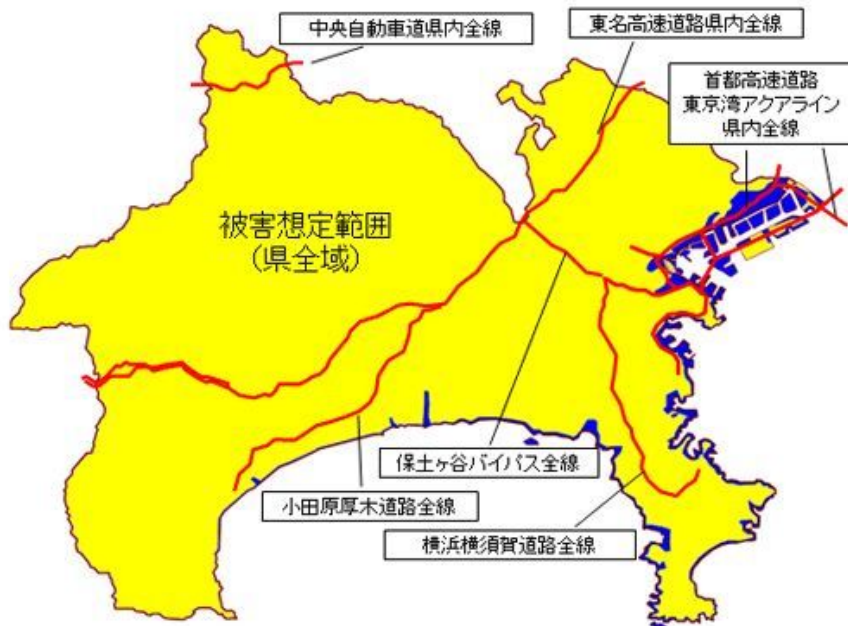 中央自動車道県内全線
東名高速道路県内全線
首都高速道路
東京湾アクアライン
県内全線
被害想定範囲
(県全域)
保土ヶ谷バイパス全線
小田原厚木道路全線
横浜横須賀道路全線